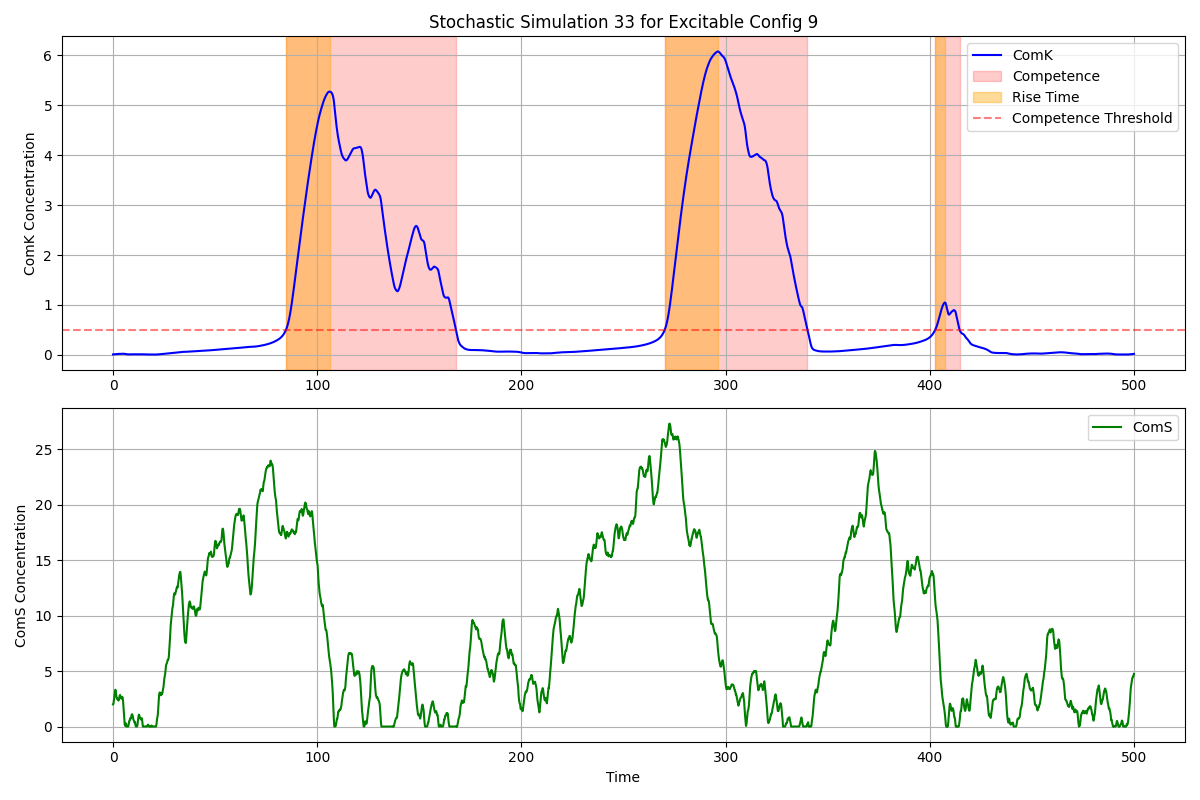 Stochastic Simulation 33 for Excitable Config 9
ComK Concentration
6
5
4
3
2
1
0
ComK
Competence
Rise Time
Competence Threshold
0
100
200
300
400
500
ComS Concentration
25
20
15
10
5
0
ComS
0
100
200
300
400
500
Time